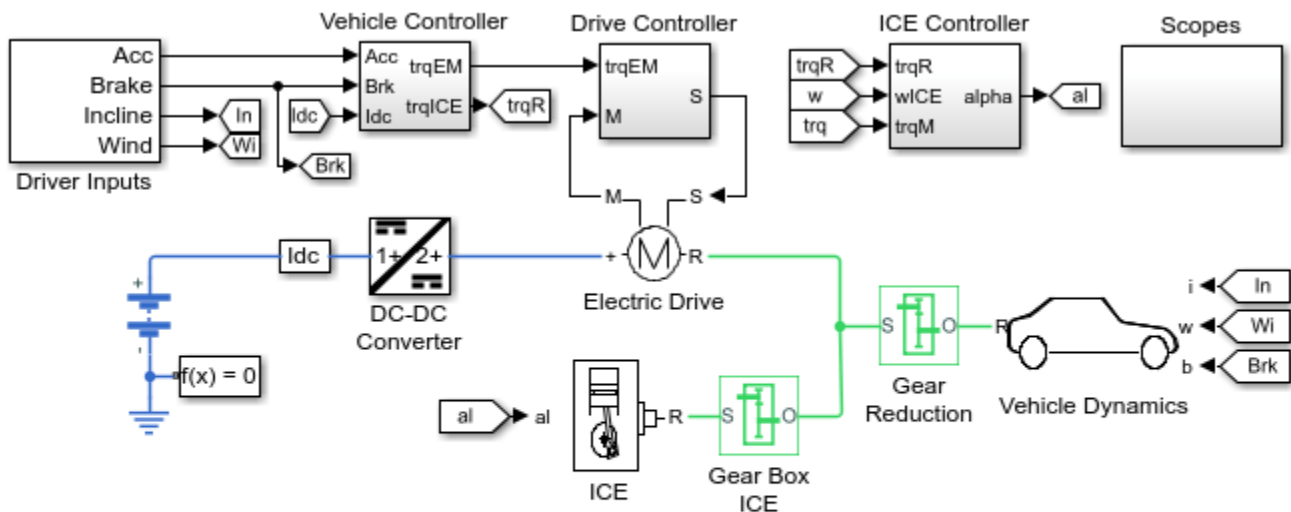 Vehicle Controller
Drive Controller
ICE Controller
Scopes
Acc
Brake
Incline
Wind
Driver Inputs
In
Wi
Brk
Idc
Acc
Brk
Idc
trqEM
trqICE
trqR
trqEM
M
S
trqR
w
trq
trqR
wICE
trqM
alpha
al
M
S
+
-
Idc
1+
2+
DC-DC
Converter
+
M
R
Electric Drive
f(x) = 0
S
O
Gear
Reduction
R
i
w
b
In
Wi
Brk
Vehicle Dynamics
al
al
R
ICE
S
O
Gear Box
ICE